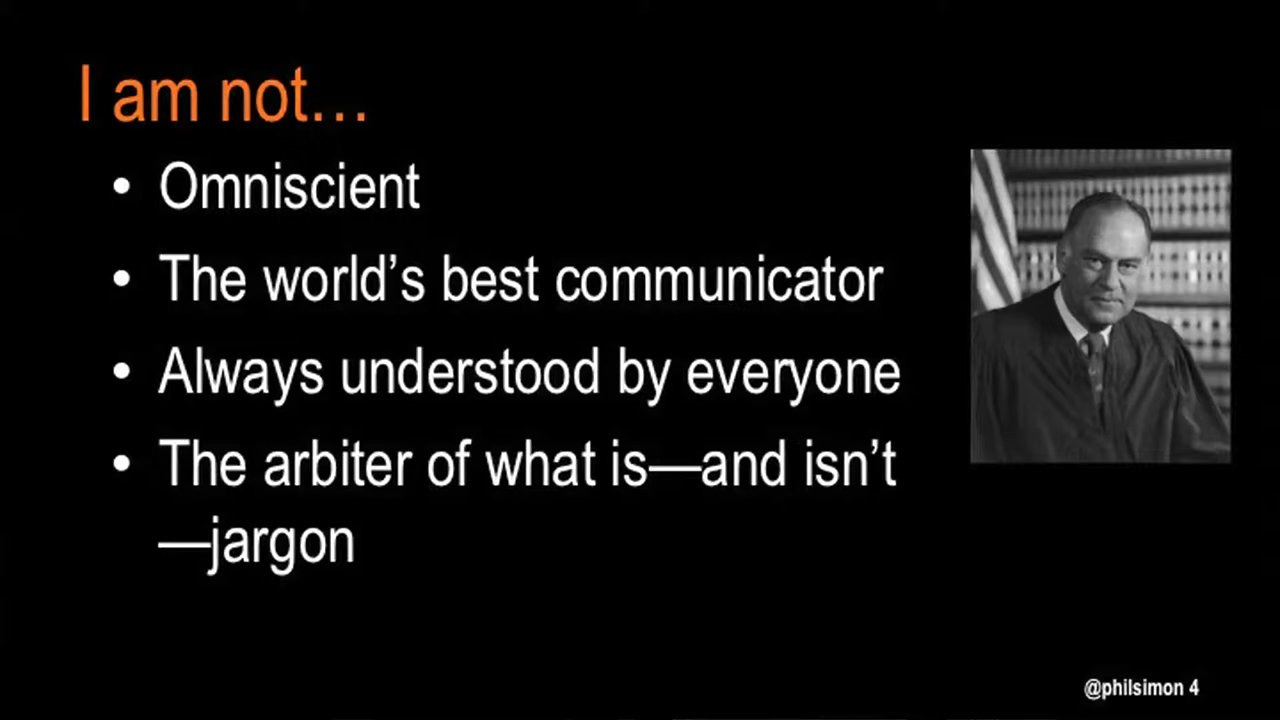 I am not…
• Omniscient
• The world’s best communicator
• Always understood by everyone
• The arbiter of what is—and isn’t
—jargon
@philsimon 4